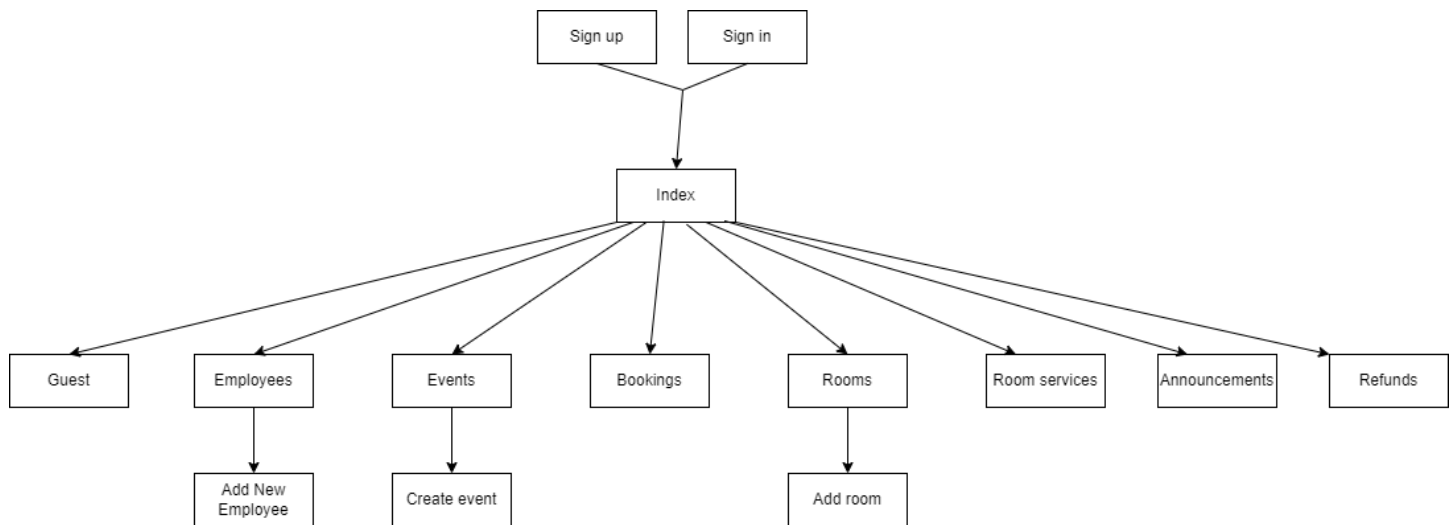 Sign up
Sign in
Index
Guest
Employees
Events
Bookings
Rooms
Room services
Announcements
Refunds
Add New
Employee
Create event
Add room